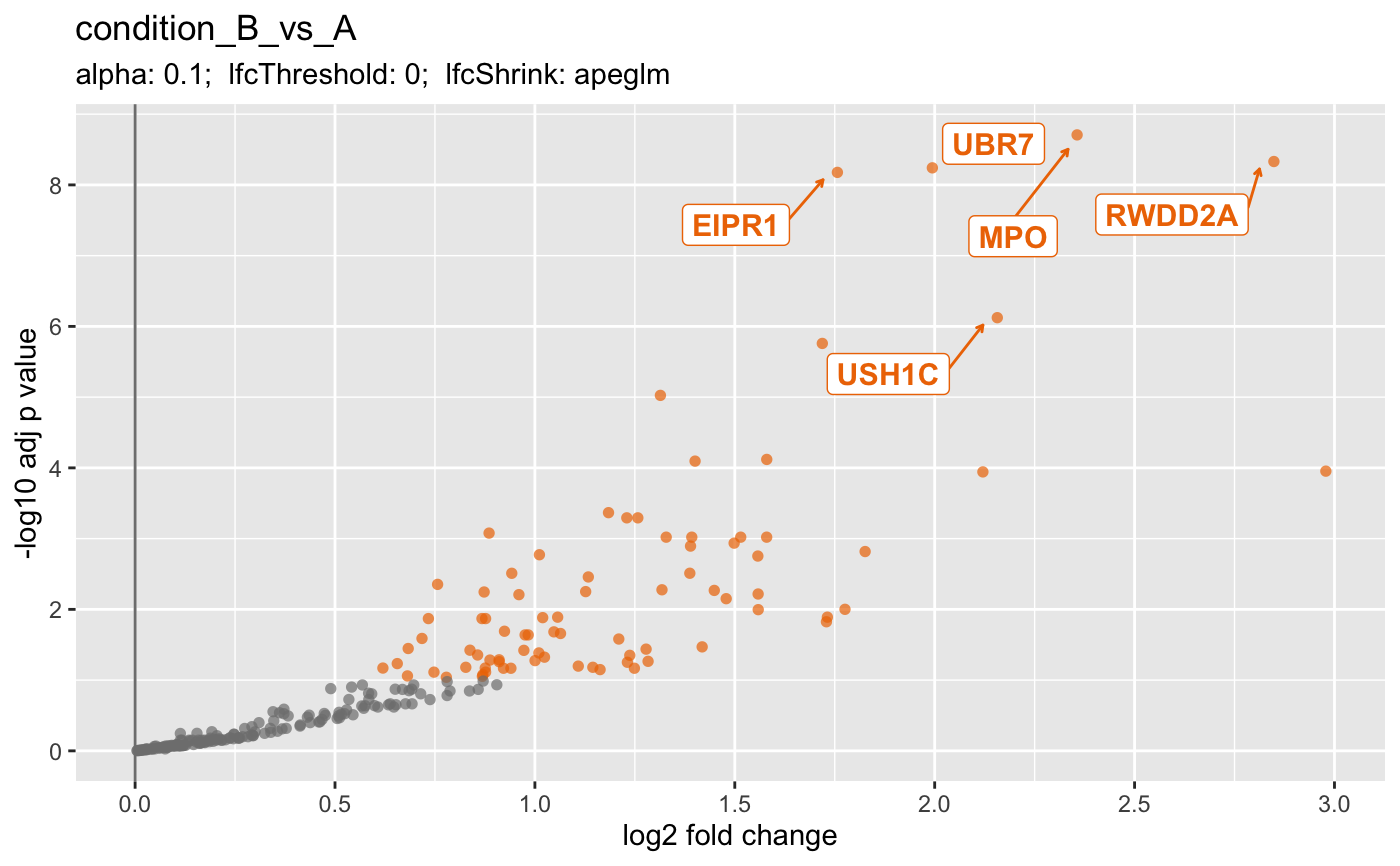 condition_B_vs_A
alpha: 0.1;  lfcThreshold: 0;  lfcShrink: apeglm
UBR7
EIPR1
RWDD2A
MPO
USH1C
-log10 adj p value
8
6
4
2
0
0.0 0.5 1.0 1.5 2.0 2.5 3.0
log2 fold change